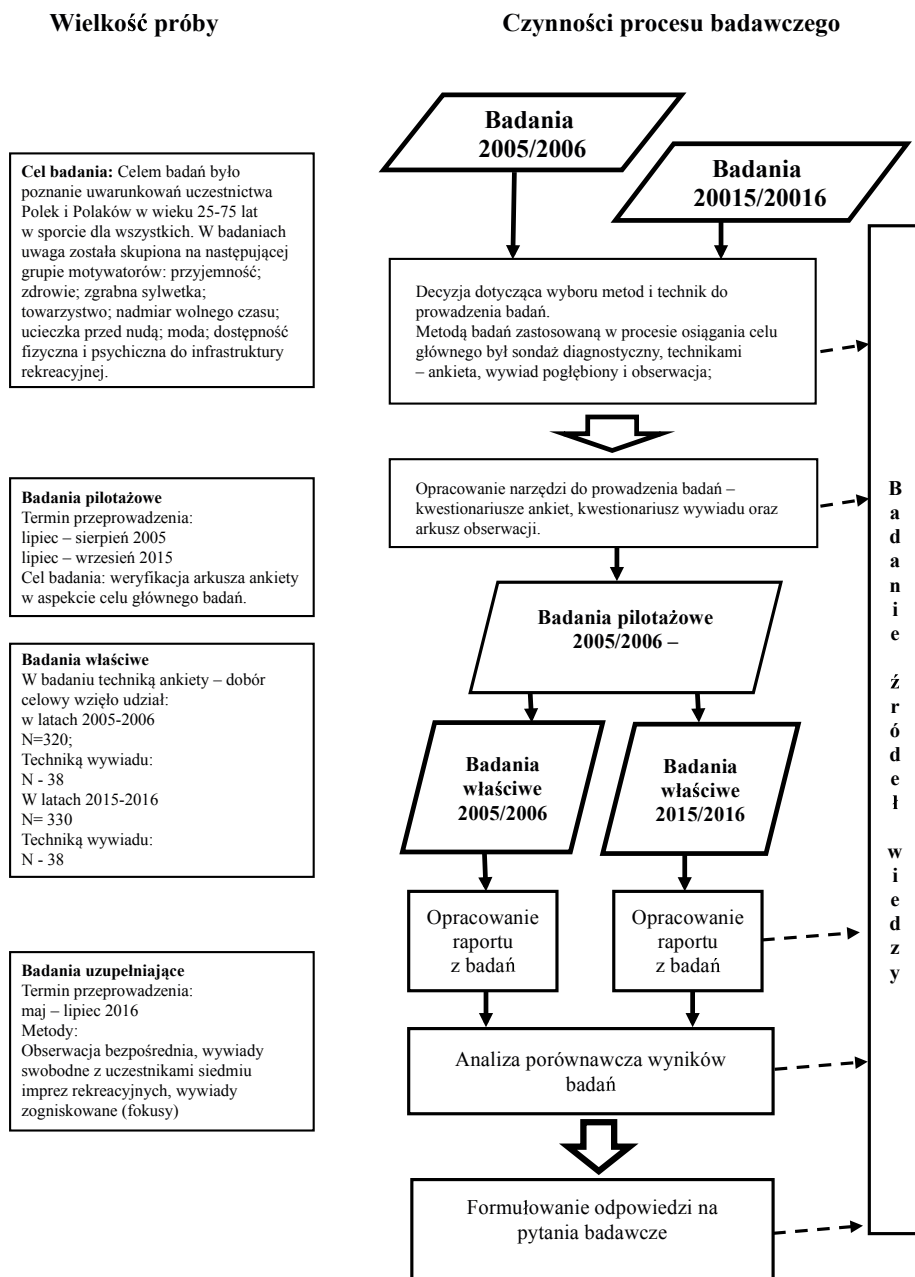 Wielkość próby
Czynności procesu badawczego
Cel badania: Celem badań było
poznanie uwarunkowań uczestnictwa
Polek i Polaków w wieku 25-75 lat
w sporcie dla wszystkich. W badaniach
uwaga została skupiona na następującej
grupie motywatorów: przyjemność;
zdrowie; zgrabna sylwetka;
towarzystwo; nadmiar wolnego czasu;
ucieczka przed nudą; moda; dostępność
fizyczna i psychiczna do infrastruktury
rekreacyjnej.
Badania pilotażowe
Termin przeprowadzenia:
lipiec – sierpień 2005
lipiec – wrzesień 2015
Cel badania: weryfikacja arkusza ankiety
w aspekcie celu głównego badań.
Badania właściwe
W badaniu techniką ankiety – dobór
celowy wzięło udział:
w latach 2005-2006
N=320;
Techniką wywiadu:
N - 38
W latach 2015-2016
N= 330
Techniką wywiadu:
N - 38
Badania uzupełniające
Termin przeprowadzenia:
maj – lipiec 2016
Metody:
Obserwacja bezpośrednia, wywiady
swobodne z uczestnikami siedmiu
imprez rekreacyjnych, wywiady
zogniskowane (fokusy)
Badania
2005/2006
Badania
20015/20016
Decyzja dotycząca wyboru metod i technik do
prowadzenia badań.
Metodą badań zastosowaną w procesie osiągania celu
głównego był sondaż diagnostyczny, technikami
– ankieta, wywiad pogłębiony i obserwacja;
Opracowanie narzędzi do prowadzenia badań –
kwestionariusze ankiet, kwestionariusz wywiadu oraz
arkusz obserwacji.
Badania pilotażowe
2005/2006 –
Badania
właściwe
2005/2006
Badania
właściwe
2015/2016
Opracowanie
raportu
z badań
Opracowanie
raportu
z badań
Analiza porównawcza wyników
badań
Formułowanie odpowiedzi na
pytania badawcze
Badanie źródeł wiedzy